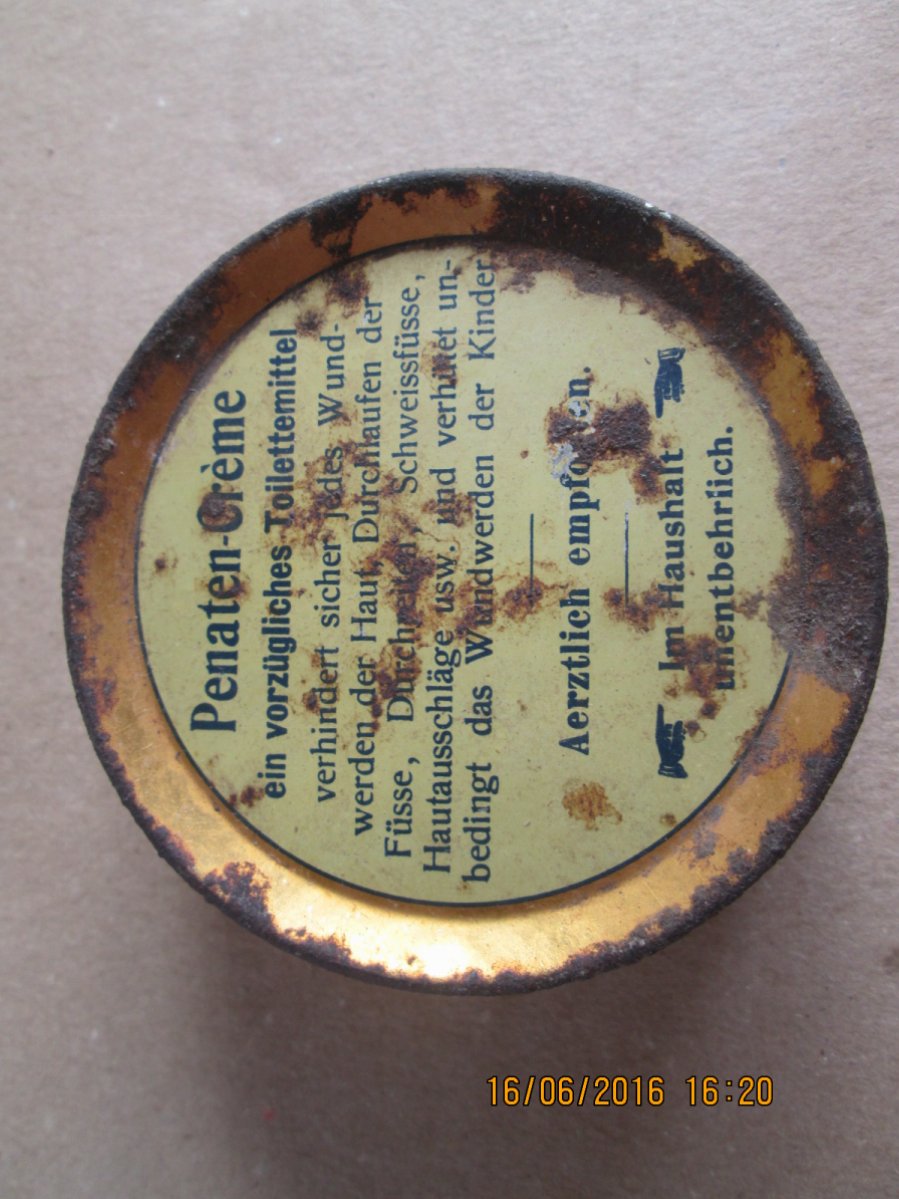 Penaten-Crème
ein vorzügliches Toilettemittel
verhindert sicher jedes Wund-
werden der Haut Durchlaufen der
Füsse, Schweissfüsse,
Hautausschläge usw. und verhütet un-
bedingt das Wundwerden der Kinder
Aerztlich
Im Haushalt
unentbehrlich.
16/06/2016 16:20